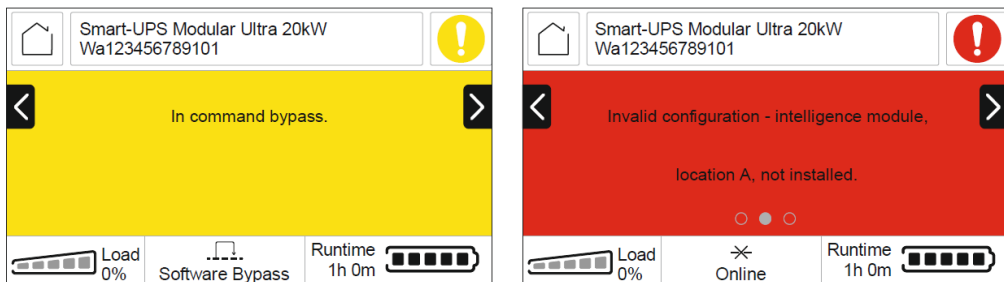 Smart-UPS Modular Ultra 20kW
Wa123456789101
In command bypass.
Load
0%
Software Bypass
Runtime
1h 0m
Smart-UPS Modular Ultra 20kW
Wa123456789101
Invalid configuration - intelligence module,
location A, not installed.
Load
0%
Online
Runtime
1h 0m